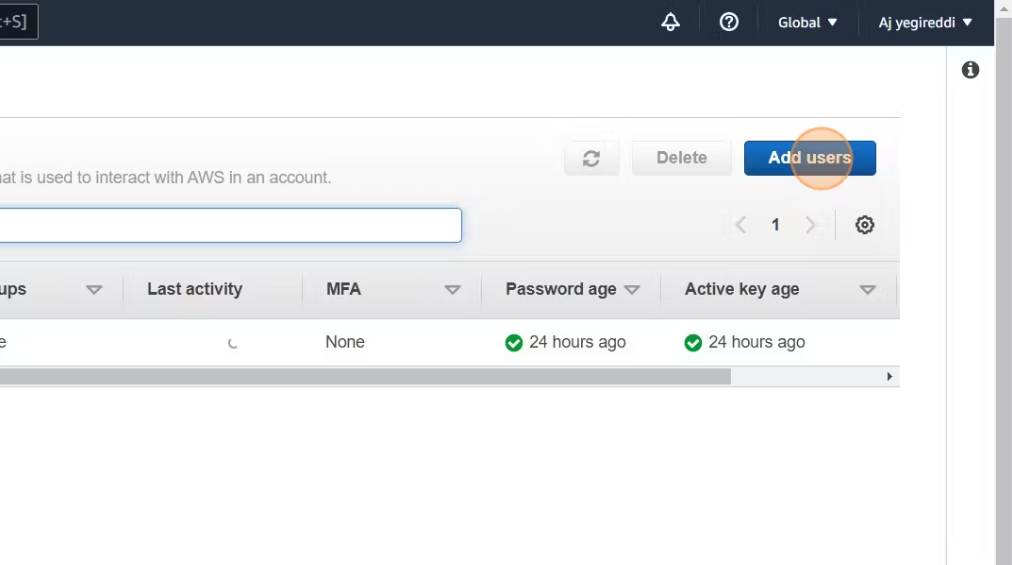 :+S]
Global
Aj yegireddi
Delete
Add users
hat is used to interact with AWS in an account.
1
ups
Last activity
MFA
Password age
Active key age
e
None
24 hours ago
24 hours ago